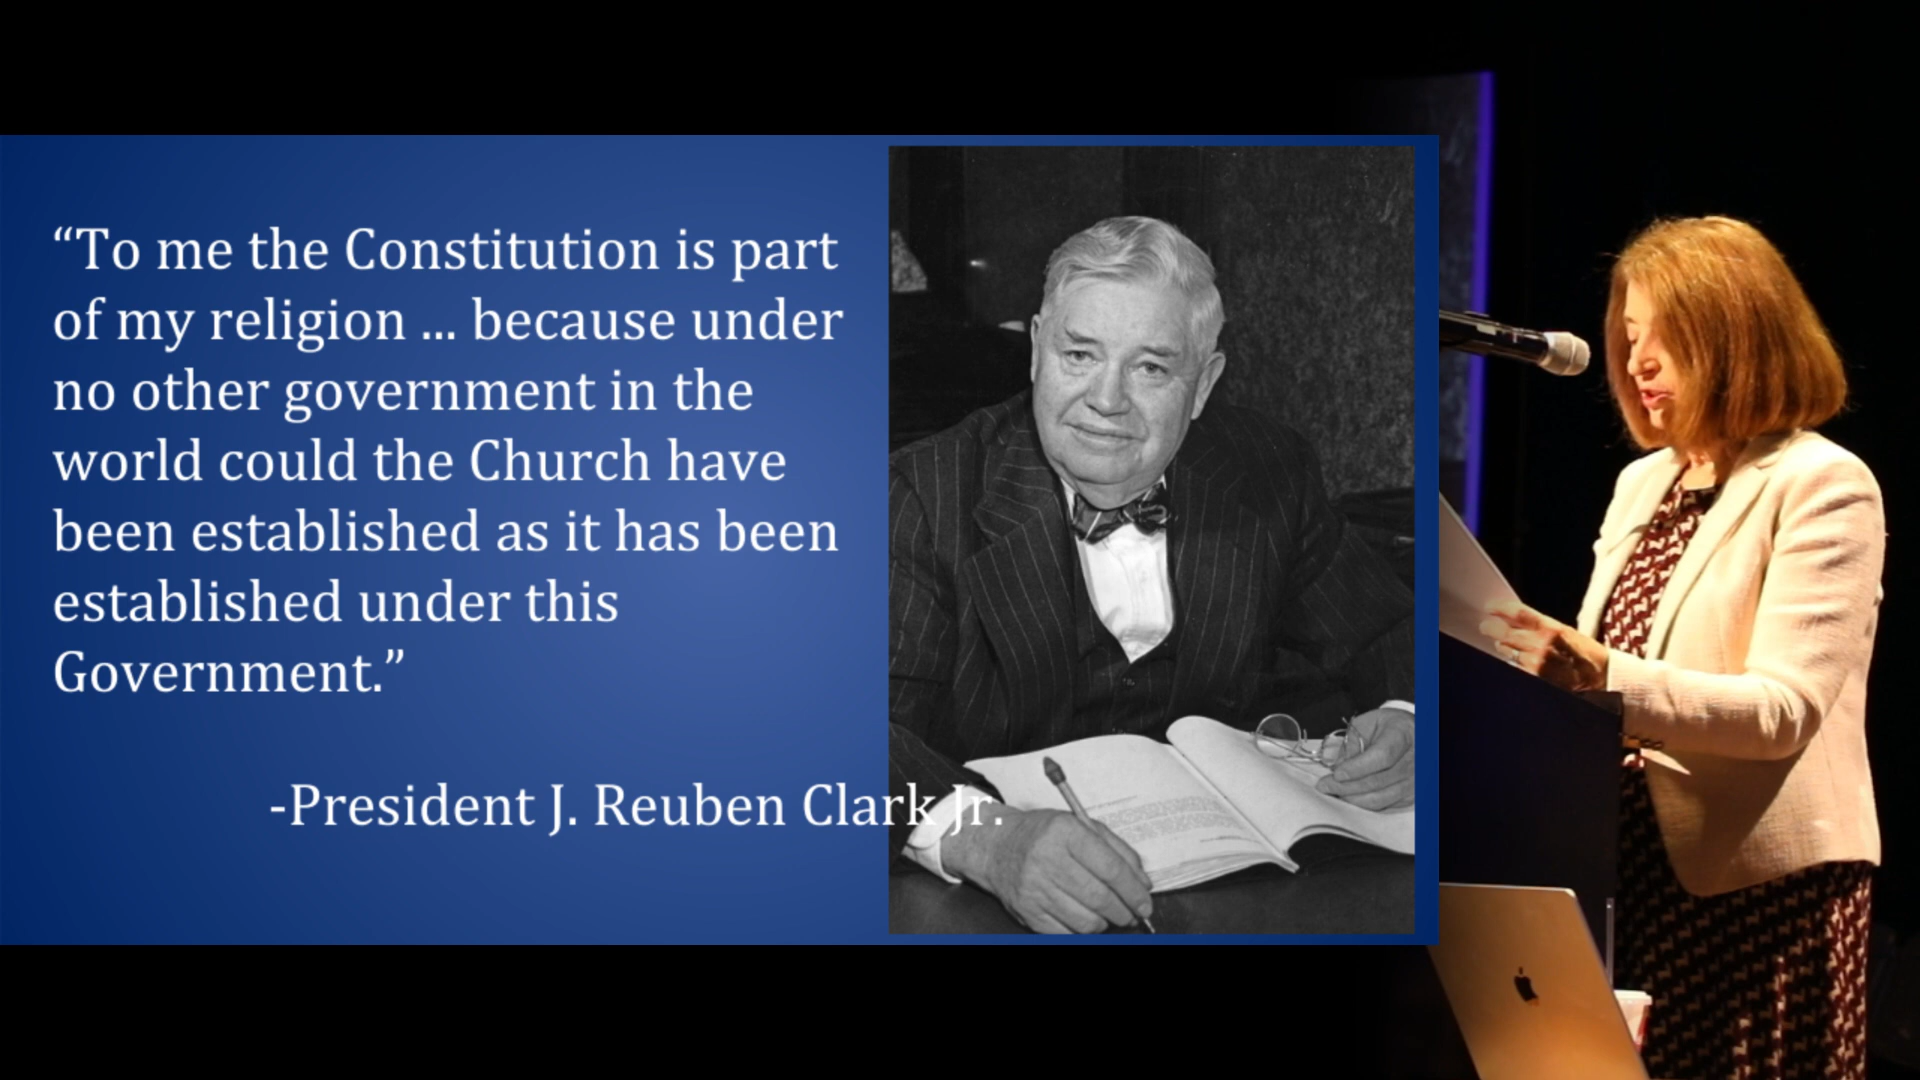 “To me the Constitution is part
of my religion ... because under
no other government in the
world could the Church have
been established as it has been
established under this
Government.”
-President J. Reuben Clark Jr.